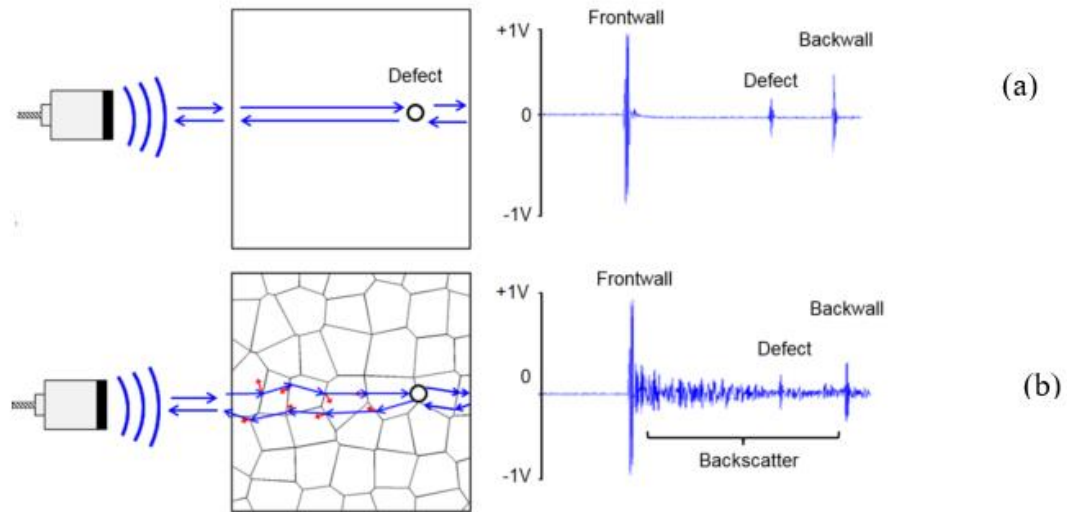 Frontwall
+1V
Backwall
Defect
Defect
(a)
0
-1V
Frontwall
+1V
Backwall
Defect
0
(b)
Backscatter
-1V